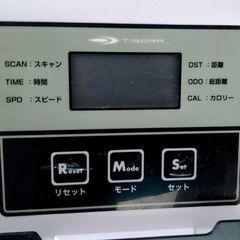 TIGORA
SCAN：スキャン
TIME：時間
SPD：スピード
DST：距離
ODO：総距離
CAL：カロリー
Reset
リセット
Mode
モード
Set
セット